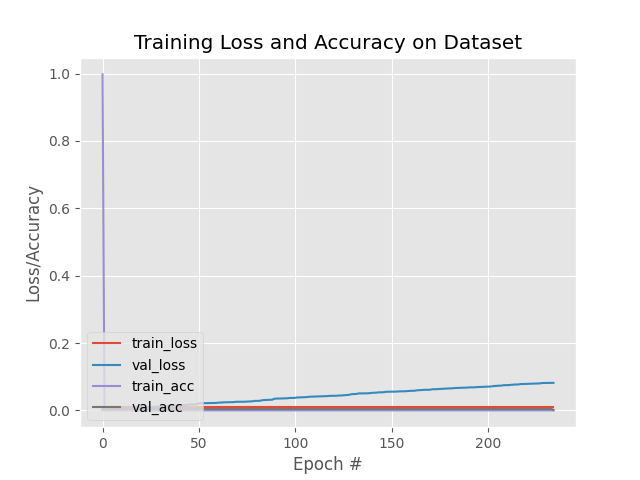 Training Loss and Accuracy on Dataset
Loss/Accuracy
1.0
0.8
0.6
0.4
0.2
0.0
train_loss
val_loss
train_acc
val_acc
0 50 100 150 200
Epoch #